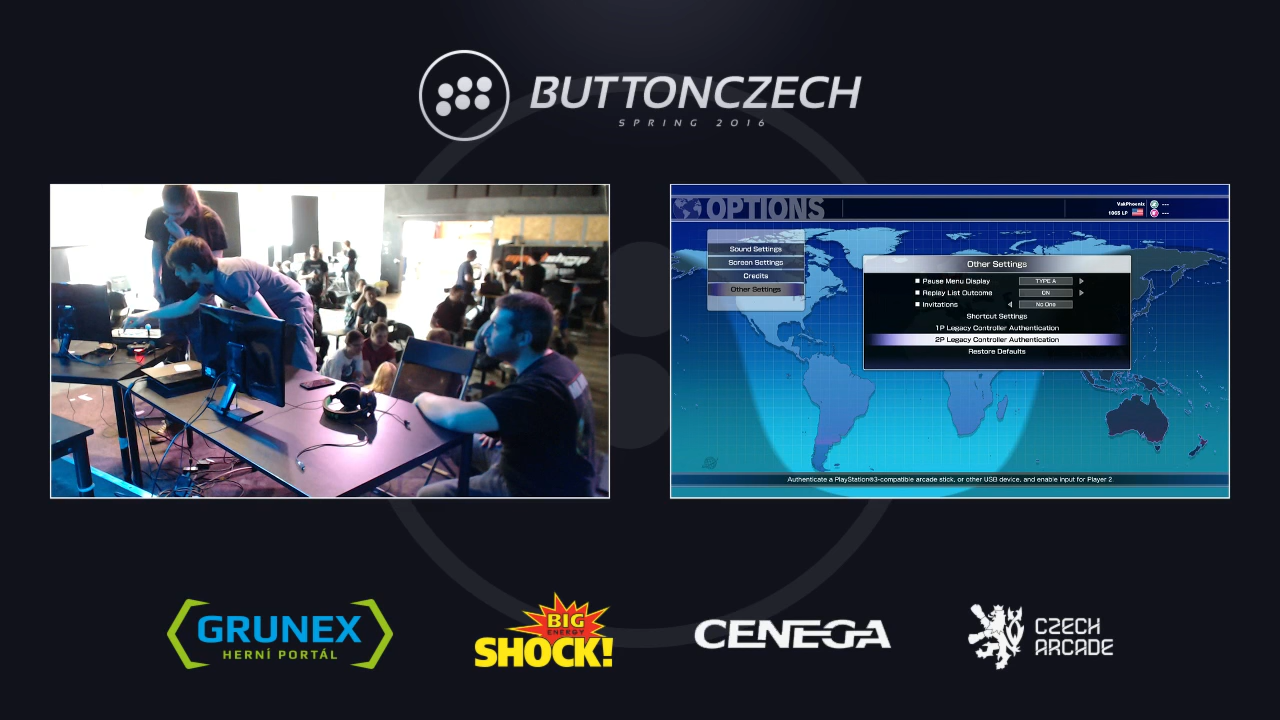 BUTTONCZECH
SPRING 2016
OPTIONS
VakPhoenix
1065 LP
---
---
Sound Settings
Screen Settings
Credits
Other Settings
Other Settings
Pause Menu Display
TYPE A
Replay List Outcome
ON
Invitations
No One
Shortcut Settings
1P Legacy Controller Authentication
2P Legacy Controller Authentication
Restore Defaults
Authenticate a PlayStation®3-compatible arcade stick, or other USB device, and enable input for Player 2
GRUNEX
HERNÍ PORTÁL
BIG
ENERGY
SHOCK!
CENEGA
CZECH
ARCADE